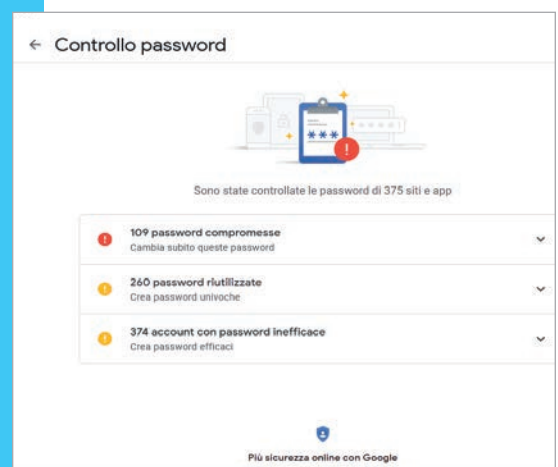 ← Controllo password
***
Sono state controllate le password di 375 siti e app
109 password compromesse
Cambia subito queste password
260 password riutilizzate
Crea password univoche
374 account con password inefficace
Crea password efficaci
Più sicurezza online con Google